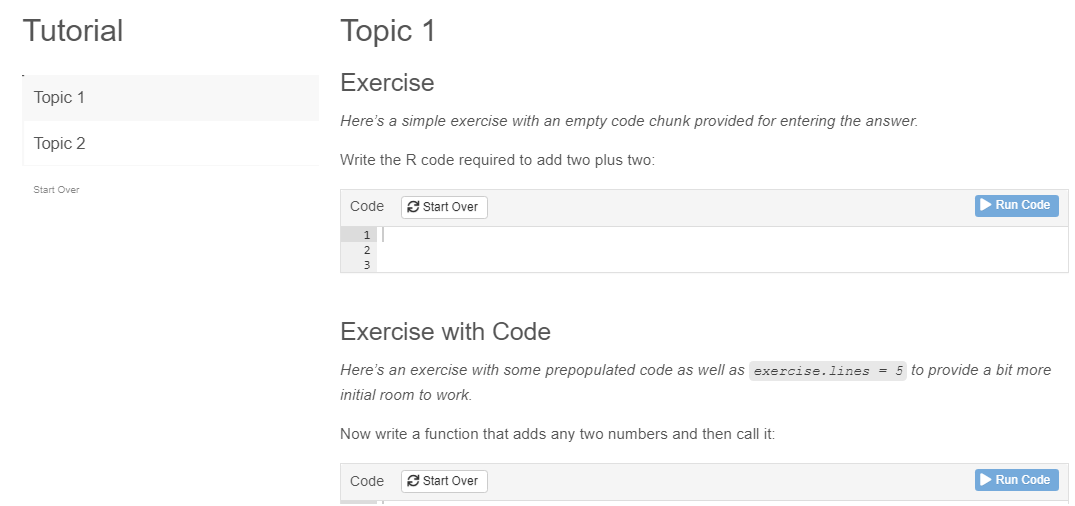 Tutorial
Topic 1
Topic 2
Start Over
Topic 1
Exercise
Here's a simple exercise with an empty code chunk provided for entering the answer.
Write the R code required to add two plus two:
Code Start Over Run Code
1
2
3
Exercise with Code
Here's an exercise with some prepopulated code as well as exercise.lines = 5 to provide a bit more
initial room to work.
Now write a function that adds any two numbers and then call it:
Code Start Over Run Code